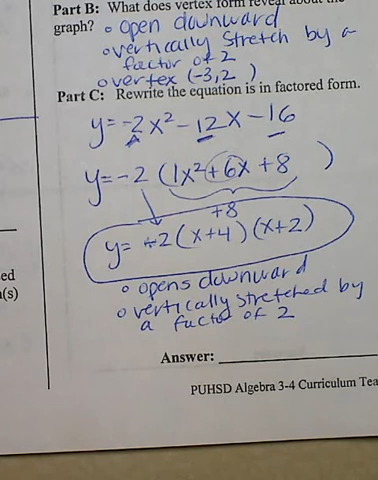 Part B: What does vertex form reveal about the
graph? ∘ open downward
∘ vertically stretch by a
factor of 2
∘ vertex (-3,2)
Part C: Rewrite the equation is in factored form.
y=-2x²-12x-16
y=-2(1x²+6x+8)
+8
y=-2(x+4)(x+2)
∘ opens downward
∘ vertically stretched by
a factor of 2
ed
(s)
Answer:
PUHSD Algebra 3-4 Curriculum Tea